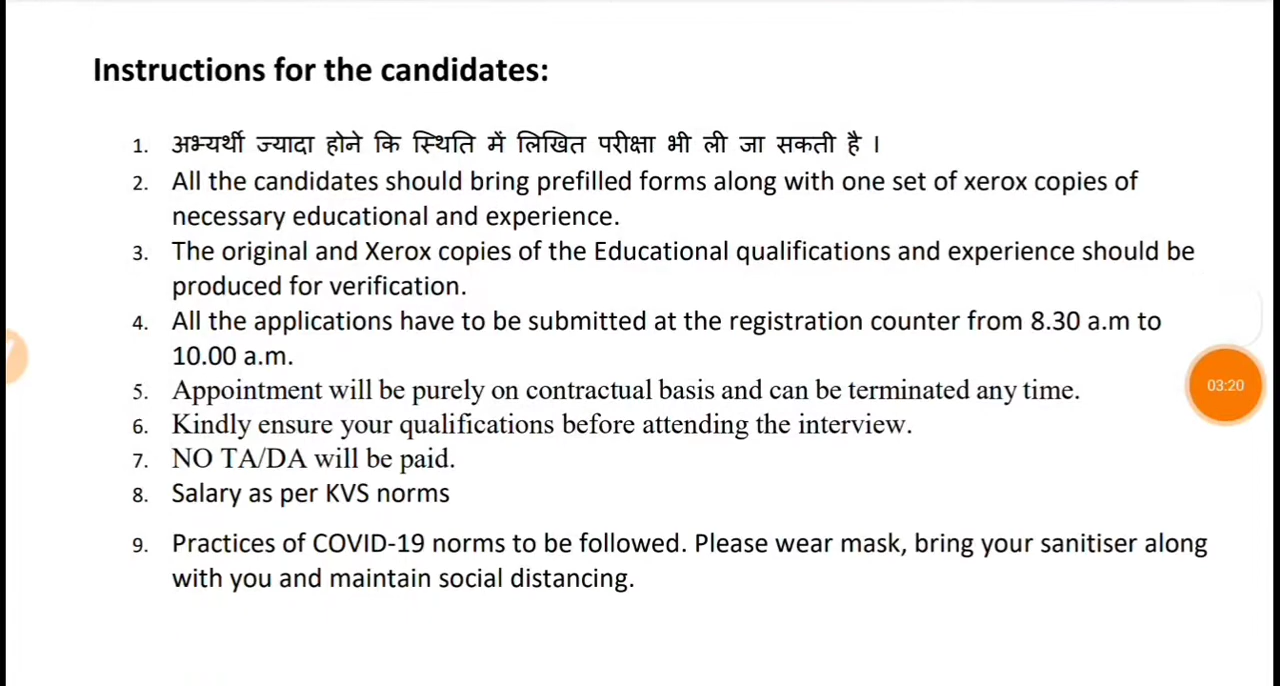 Instructions for the candidates:
1. अभ्यर्थी ज्यादा होने कि स्थिति में लिखित परीक्षा भी ली जा सकती है ।
2. All the candidates should bring prefilled forms along with one set of xerox copies of
necessary educational and experience.
3. The original and Xerox copies of the Educational qualifications and experience should be
produced for verification.
4. All the applications have to be submitted at the registration counter from 8.30 a.m to
10.00 a.m.
03:20
5. Appointment will be purely on contractual basis and can be terminated any time.
6. Kindly ensure your qualifications before attending the interview.
7. NO TA/DA will be paid.
8. Salary as per KVS norms
9. Practices of COVID-19 norms to be followed. Please wear mask, bring your sanitiser along
with you and maintain social distancing.